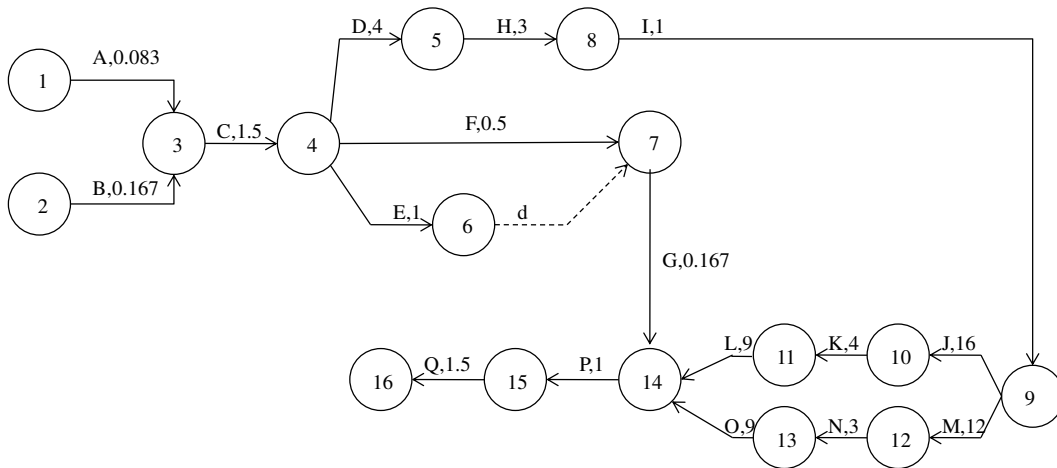 D,4
5
H,3
8
I,1
A,0.083
1
3
C,1.5
4
F,0.5
7
B,0.167
2
E,1
6
d
G,0.167
L,9
11
K,4
10
J,16
16
Q,1.5
15
P,1
14
9
O,9
13
N,3
12
M,12